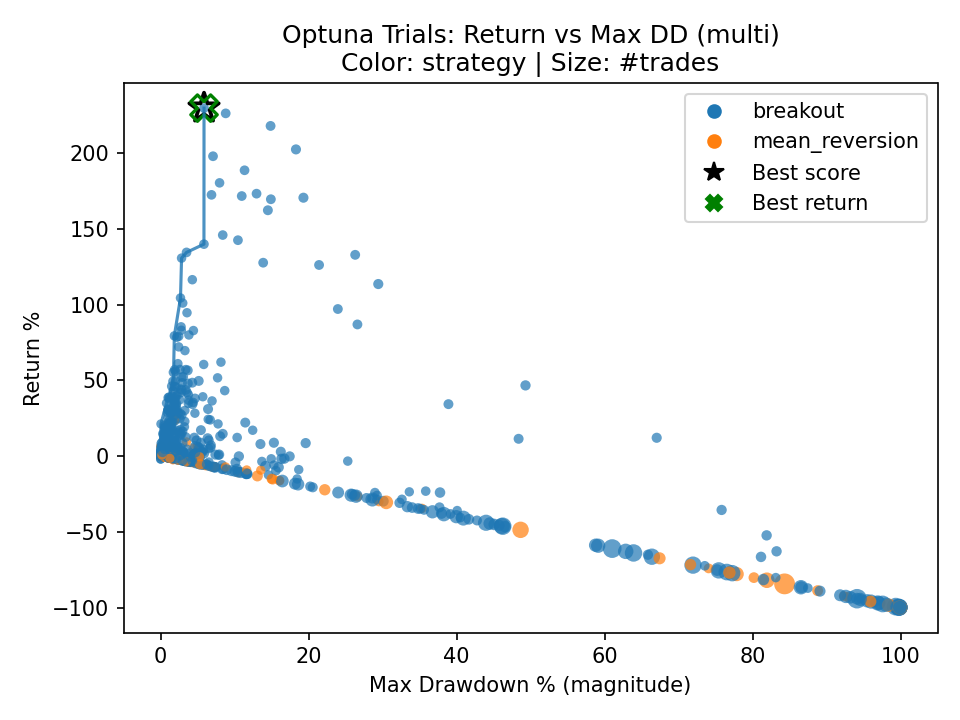 Optuna Trials: Return vs Max DD (multi)
Color: strategy | Size: #trades
breakout
mean_reversion
Best score
Best return
Return %
200
150
100
50
0
−50
−100
0
20
40
60
80
100
Max Drawdown % (magnitude)